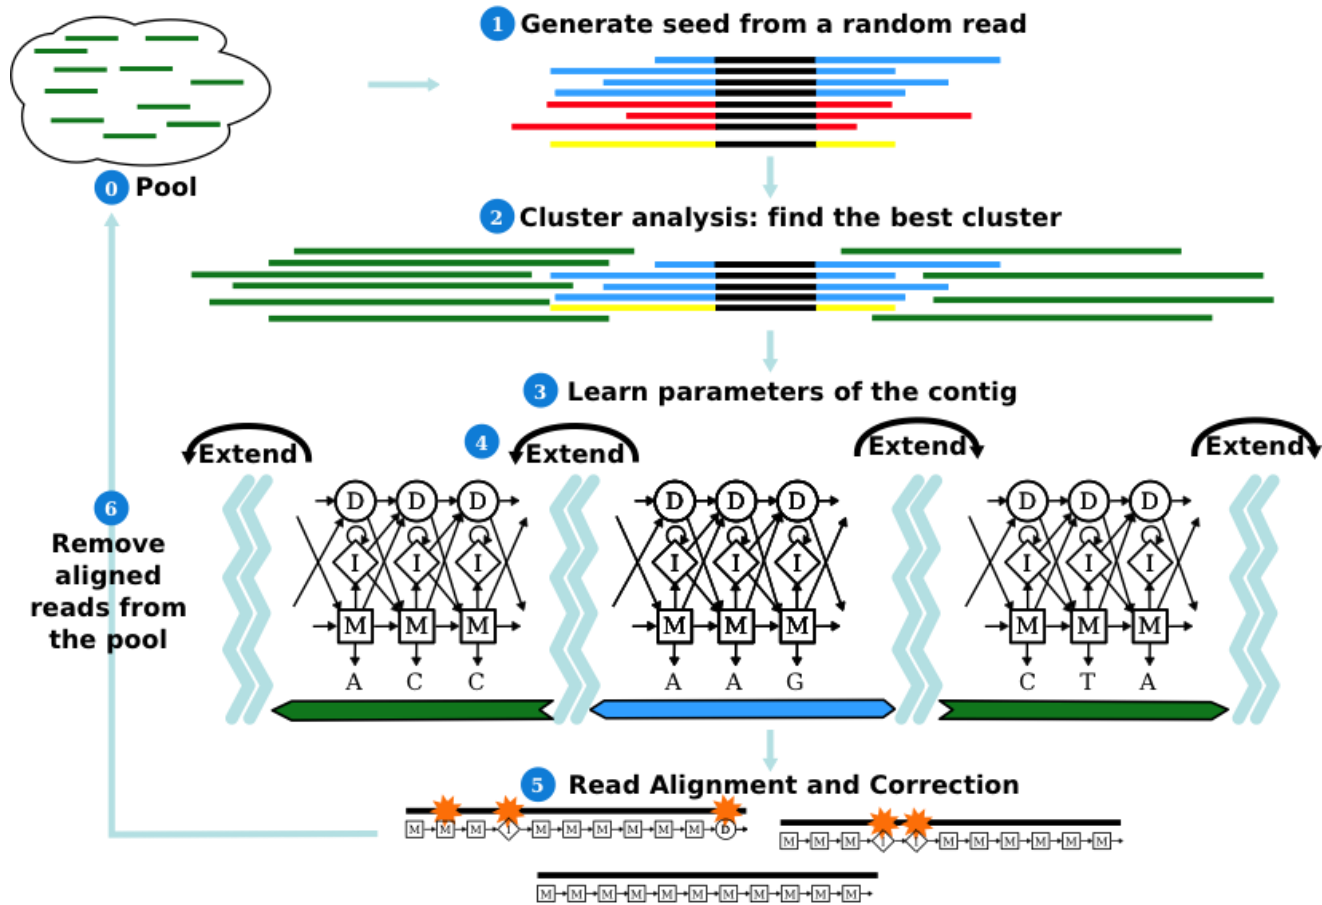 1 Generate seed from a random read
0 Pool
2 Cluster analysis: find the best cluster
3 Learn parameters of the contig
4
Extend Extend Extend Extend
D D D D D D D D D
I I I I I I I I I
M M M M M M M M M
A C C A A G C T A
6
Remove
aligned
reads from
the pool
5 Read Alignment and Correction
M M M I M M M M M M D
M M M I I M M M M M M
M M M M M M M M M M M